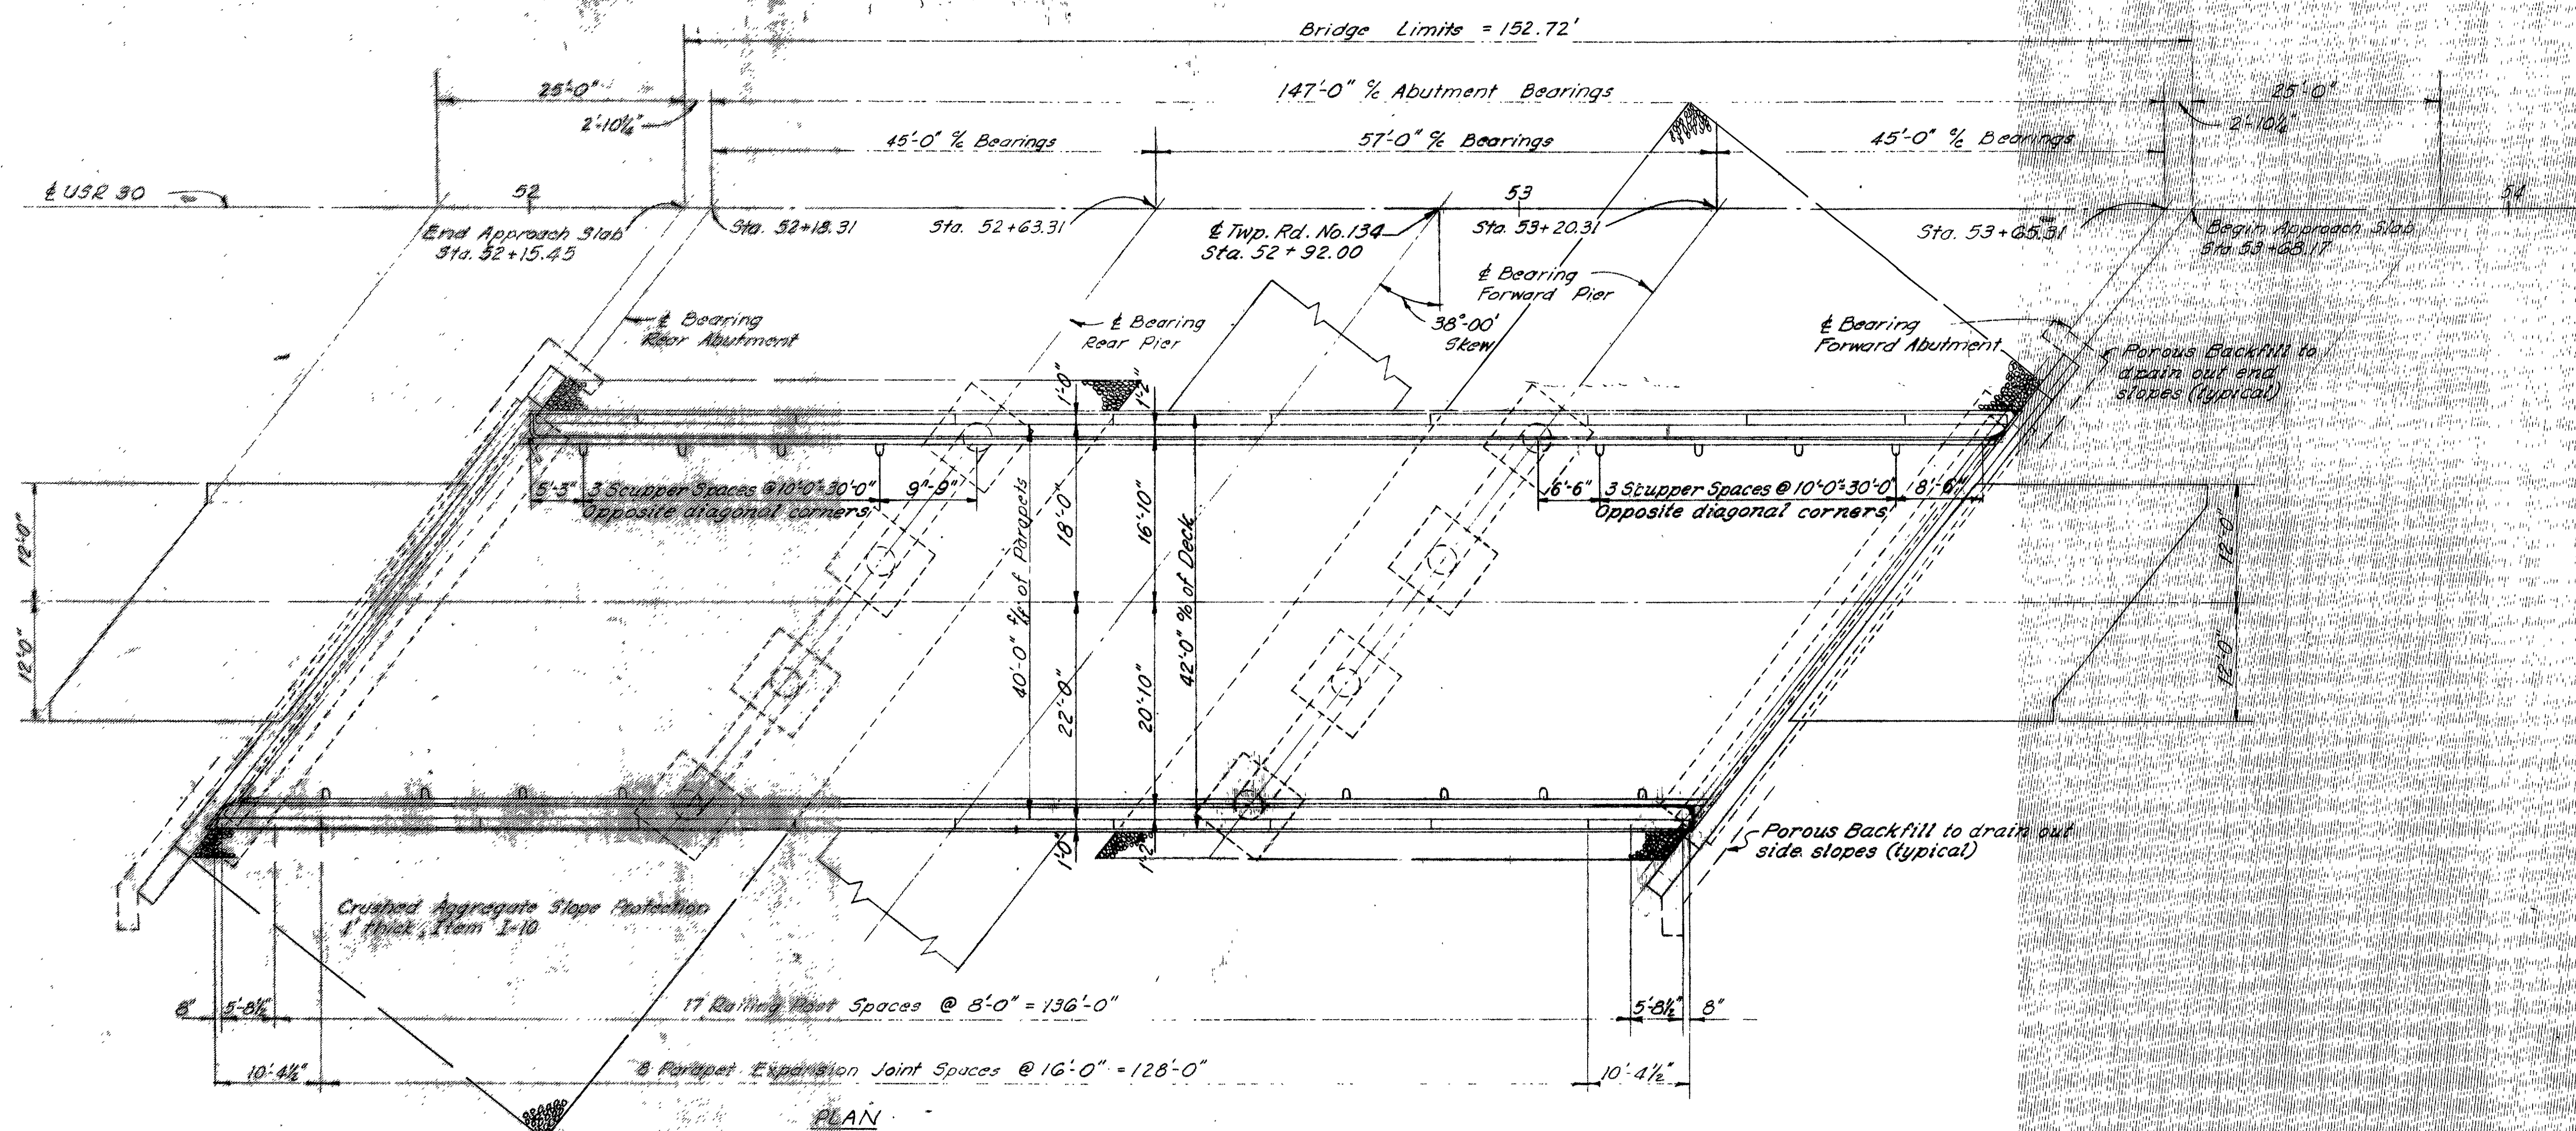 Bridge Limits = 152.72'
25'-0"
147'-0" c/c Abutment Bearings
25'-0"
2'-10¼"
2'-10¼"
45'-0" c/c Bearings
57'-0" c/c Bearings
45'-0" c/c Bearings
℄ USR 30
52
53
54
End Approach Slab
Sta. 52+15.45
Sta. 52+18.31
Sta. 52+63.31
℄ Twp. Rd. No. 134
Sta. 52 + 92.00
Sta. 53+20.31
Sta. 53+65.31
Begin Approach Slab
Sta. 53+68.17
℄ Bearing
Rear Abutment
℄ Bearing
Rear Pier
38°-00'
Skew
℄ Bearing
Forward Pier
℄ Bearing
Forward Abutment
Porous Backfill to
drain out end
slopes (typical)
1'-0"
1'-2"
5'-3"
3 Scupper Spaces @ 10'-0"=30'-0"
9"-9"
Opposite diagonal corners
6'-6"
3 Scupper Spaces @ 10'-0"=30'-0"
8'-6"
Opposite diagonal corners
12'-0"
12'-0"
40'-0" f/f of Parapets
18'-0"
22'-0"
16'-10"
20'-10"
42'-0" o/o of Deck
12'-0"
12'-0"
1'-0"
1'-2"
Porous Backfill to drain out
side slopes (typical)
Crushed Aggregate Slope Protection
1' thick, Item I-10
8"
5'-8½"
17 Railing Post Spaces @ 8'-0" = 136'-0"
5'-8½"
8"
10'-4½"
8 Parapet Expansion Joint Spaces @ 16'-0" = 128'-0"
10'-4½"
PLAN